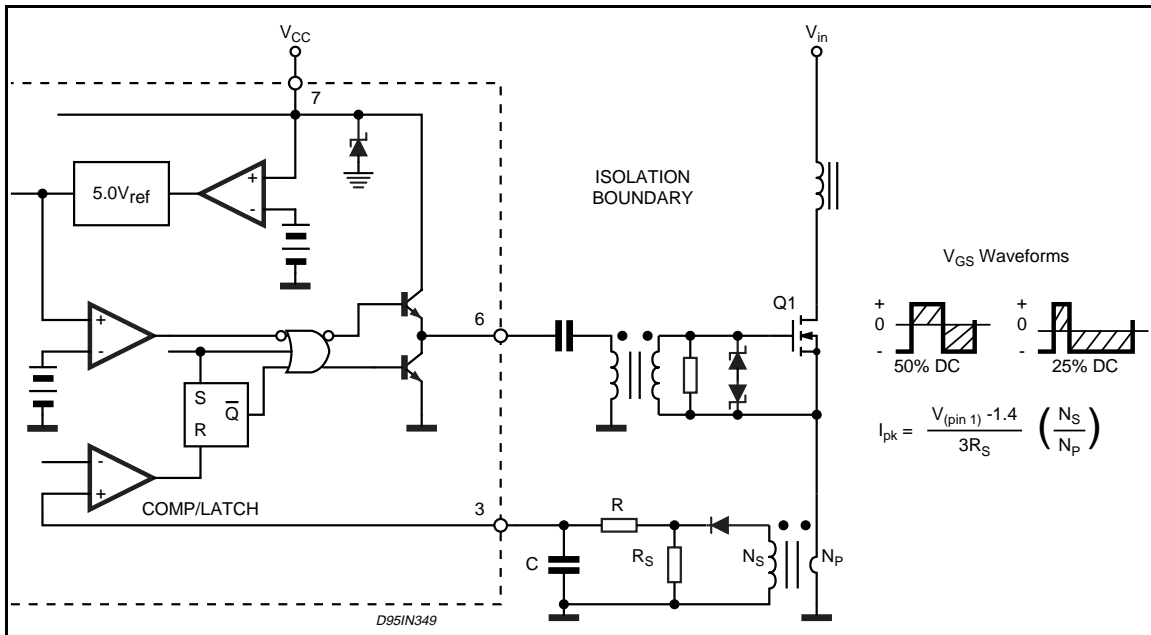 VCC
Vin
7
ISOLATION
BOUNDARY
5.0Vref
+
-
VGS Waveforms
Q1
+
0
-
50% DC
+
0
-
25% DC
6
+
-
S
R
Q
Ipk = V(pin 1) -1.4 / 3RS ( NS / NP )
-
+
COMP/LATCH
3
R
C
RS
NS
NP
D95IN349